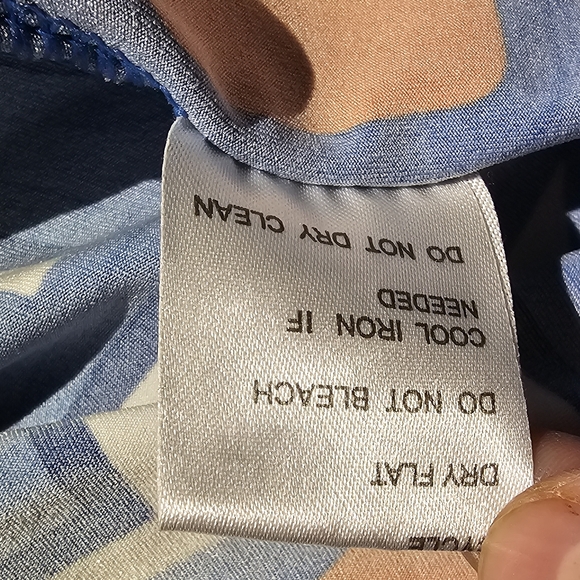 DRY FLAT
DO NOT BLEACH
COOL IRON IF
NEEDED
DO NOT DRY CLEAN